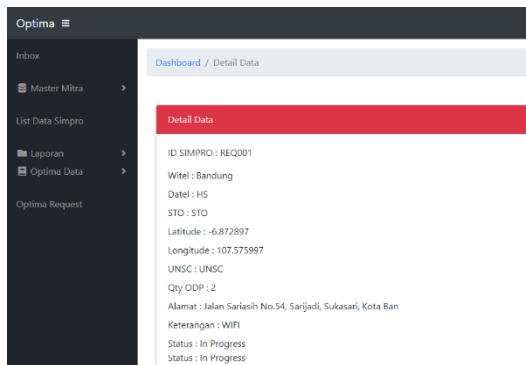 Optima
Inbox
Dashboard / Detail Data
Master Mitra
List Data Simpro
Detail Data
Laporan
Optima Data
Optima Request
ID SIMPRO : REQ001
Witel : Bandung
Datel : HS
STO : STO
Latitude : -6.872897
Longitude : 107.575997
UNSC : UNSC
Qty ODP : 2
Alamat : Jalan Sariasih No.54, Sarijadi, Sukasari, Kota Ban
Keterangan : WIFI
Status : In Progress
Status : In Progress